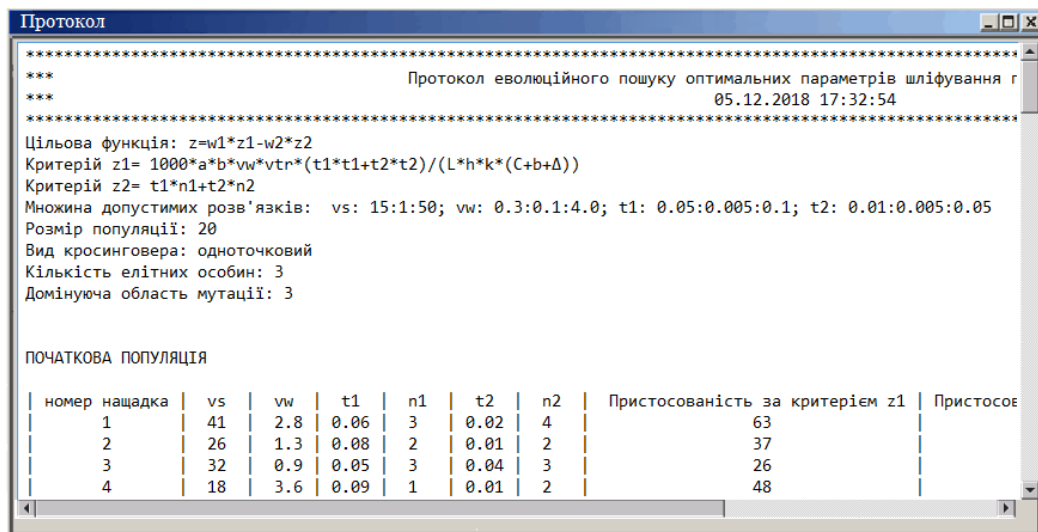 Протокол
*****************************************************************************************************
*** Протокол еволюційного пошуку оптимальних параметрів шліфування г
*** 05.12.2018 17:32:54
*****************************************************************************************************
Цільова функція: z=w1*z1-w2*z2
Критерій z1= 1000*a*b*vw*vtr*(t1*t1+t2*t2)/(L*h*k*(C+b+Δ))
Критерій z2= t1*n1+t2*n2
Множина допустимих розв'язків: vs: 15:1:50; vw: 0.3:0.1:4.0; t1: 0.05:0.005:0.1; t2: 0.01:0.005:0.05
Розмір популяції: 20
Вид кросинговера: одноточковий
Кількість елітних особин: 3
Домінуюча область мутації: 3
ПОЧАТКОВА ПОПУЛЯЦІЯ
| номер нащадка | vs | vw | t1 | n1 | t2 | n2 | Пристосованість за критерієм z1 | Пристосов
| 1 | 41 | 2.8 | 0.06 | 3 | 0.02 | 4 | 63 |
| 2 | 26 | 1.3 | 0.08 | 2 | 0.01 | 2 | 37 |
| 3 | 32 | 0.9 | 0.05 | 3 | 0.04 | 3 | 26 |
| 4 | 18 | 3.6 | 0.09 | 1 | 0.01 | 2 | 48 |